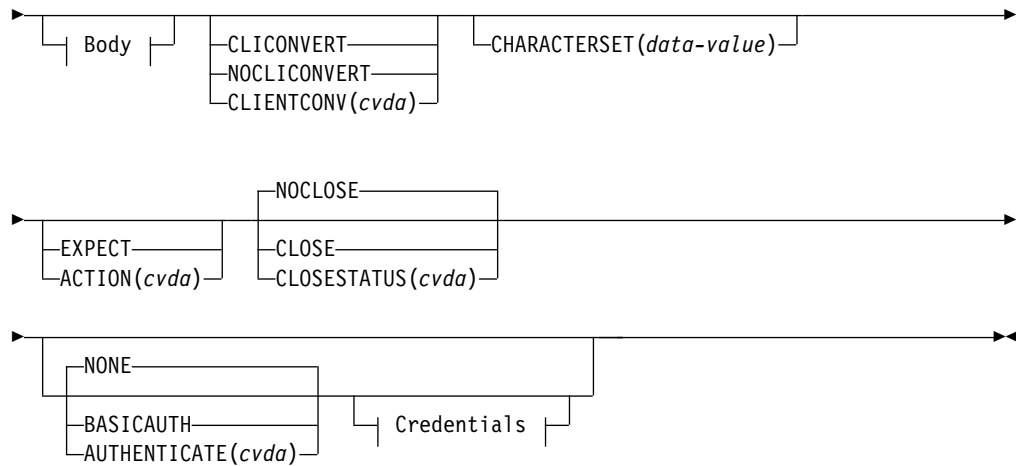 Body
CLICONVERT
NOCLICONVERT
CLIENTCONV(cvda)
CHARACTERSET(data-value)
EXPECT
ACTION(cvda)
NOCLOSE
CLOSE
CLOSESTATUS(cvda)
NONE
BASICAUTH
AUTHENTICATE(cvda)
Credentials